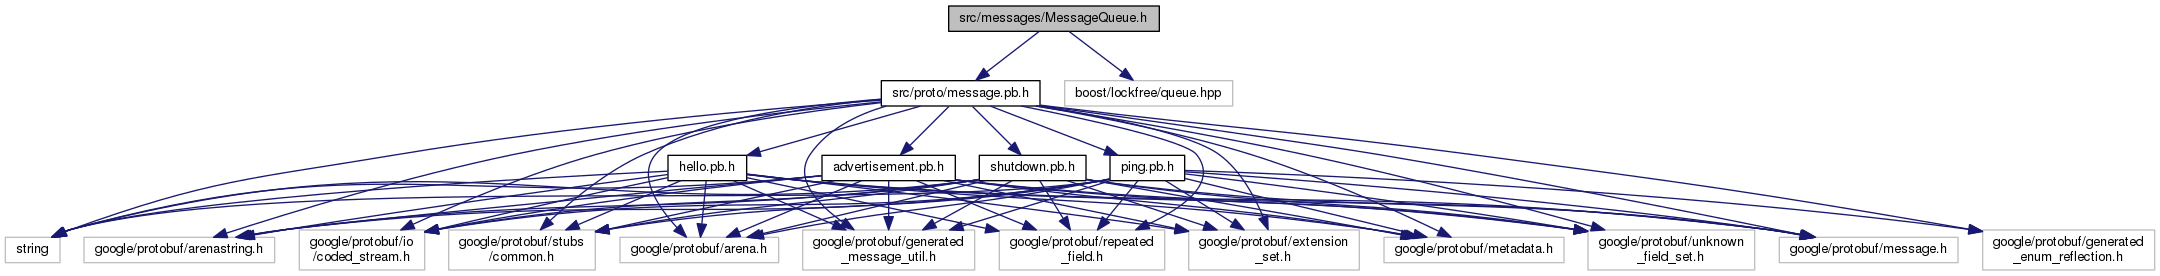 src/messages/MessageQueue.h
src/proto/message.pb.h
boost/lockfree/queue.hpp
hello.pb.h
advertisement.pb.h
shutdown.pb.h
ping.pb.h
string
google/protobuf/arenastring.h
google/protobuf/io
/coded_stream.h
google/protobuf/stubs
/common.h
google/protobuf/arena.h
google/protobuf/generated
_message_util.h
google/protobuf/repeated
_field.h
google/protobuf/extension
_set.h
google/protobuf/metadata.h
google/protobuf/unknown
_field_set.h
google/protobuf/message.h
google/protobuf/generated
_enum_reflection.h